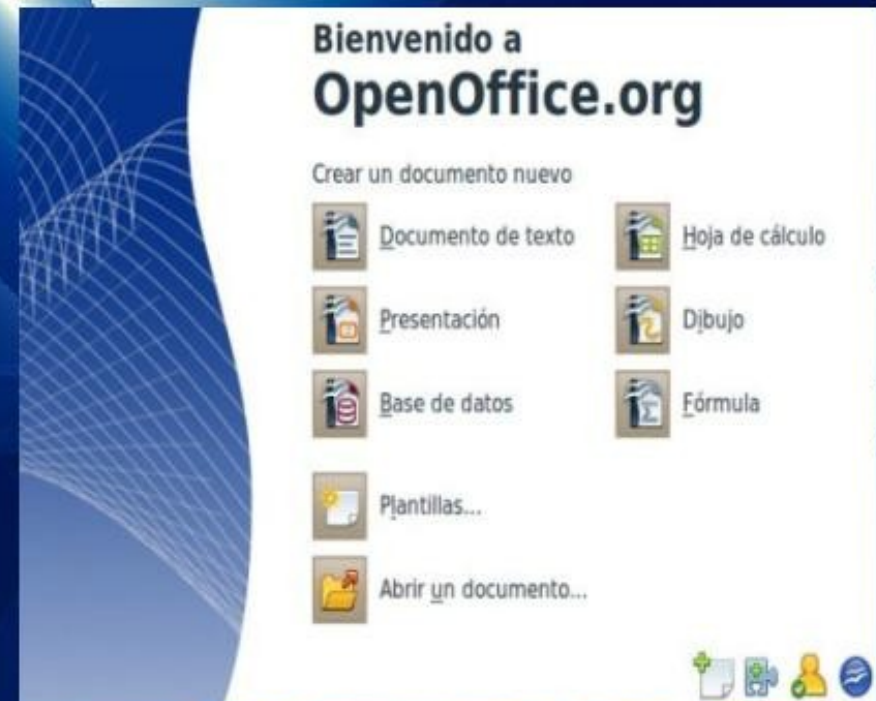 Bienvenido a
OpenOffice.org
Crear un documento nuevo
Documento de texto
Hoja de cálculo
Presentación
Dibujo
Base de datos
Fórmula
Plantillas...
Abrir un documento...